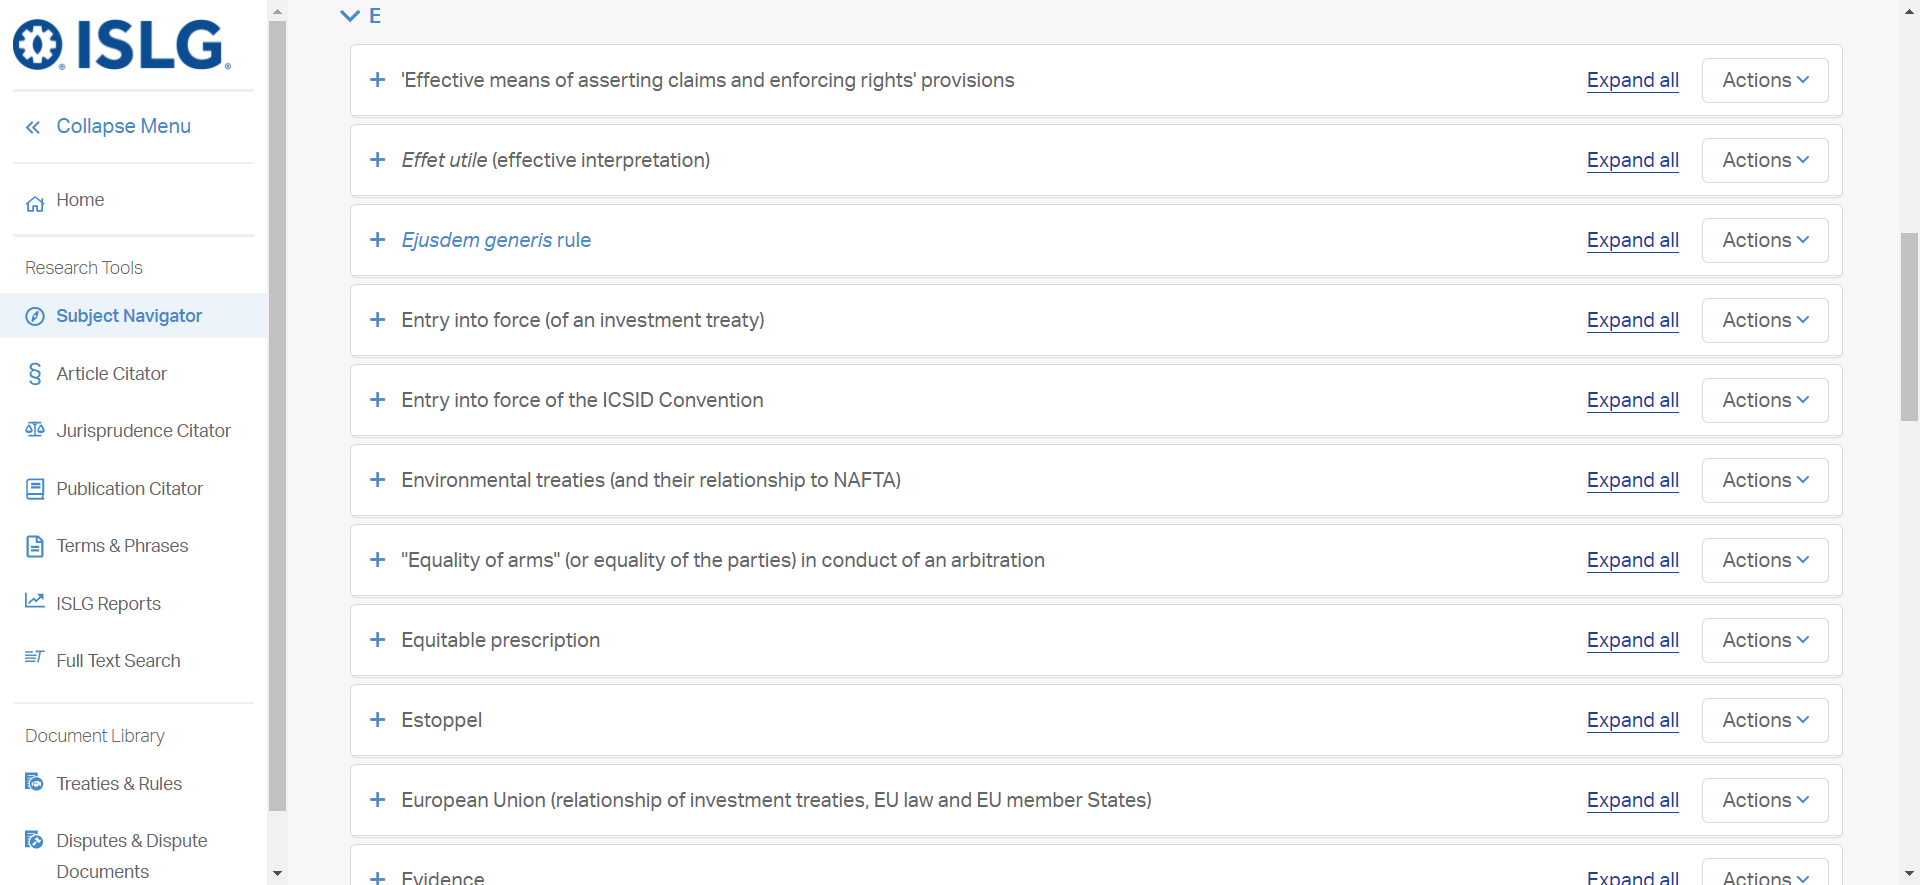 ISLG
Collapse Menu
Home
Research Tools
Subject Navigator
Article Citator
Jurisprudence Citator
Publication Citator
Terms & Phrases
ISLG Reports
Full Text Search
Document Library
Treaties & Rules
Disputes & Dispute
Documents
E
'Effective means of asserting claims and enforcing rights' provisions Expand all Actions
Effet utile (effective interpretation) Expand all Actions
Ejusdem generis rule Expand all Actions
Entry into force (of an investment treaty) Expand all Actions
Entry into force of the ICSID Convention Expand all Actions
Environmental treaties (and their relationship to NAFTA) Expand all Actions
"Equality of arms" (or equality of the parties) in conduct of an arbitration Expand all Actions
Equitable prescription Expand all Actions
Estoppel Expand all Actions
European Union (relationship of investment treaties, EU law and EU member States) Expand all Actions
Evidence Expand all Actions